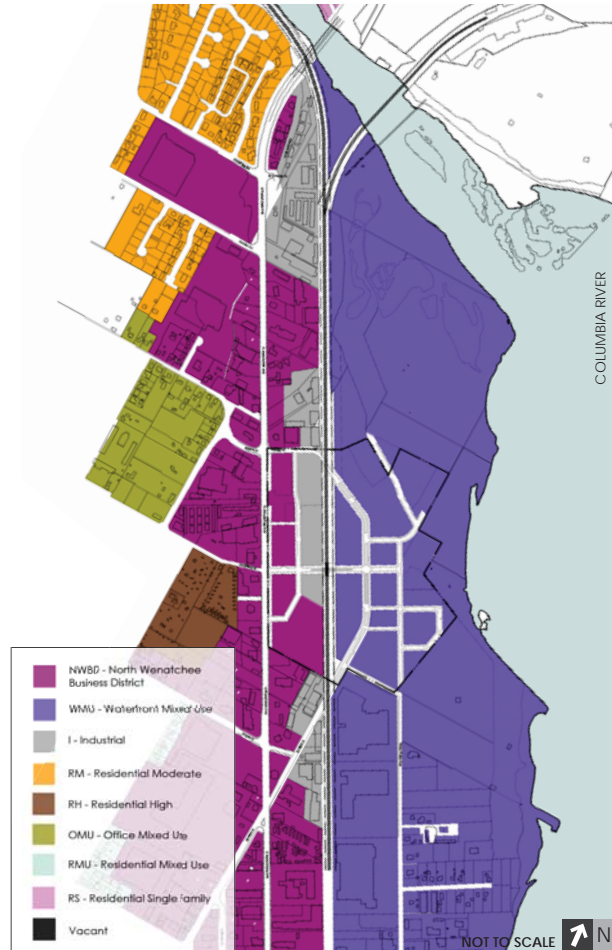 COLUMBIA RIVER
NWBD - North Wenatchee
Business District
WMU - Waterfront Mixed Use
I - Industrial
RM - Residential Moderate
RH - Residential High
OMU - Office Mixed Use
RMU - Residential Mixed Use
RS - Residential Single Family
Vacant
NOT TO SCALE
N